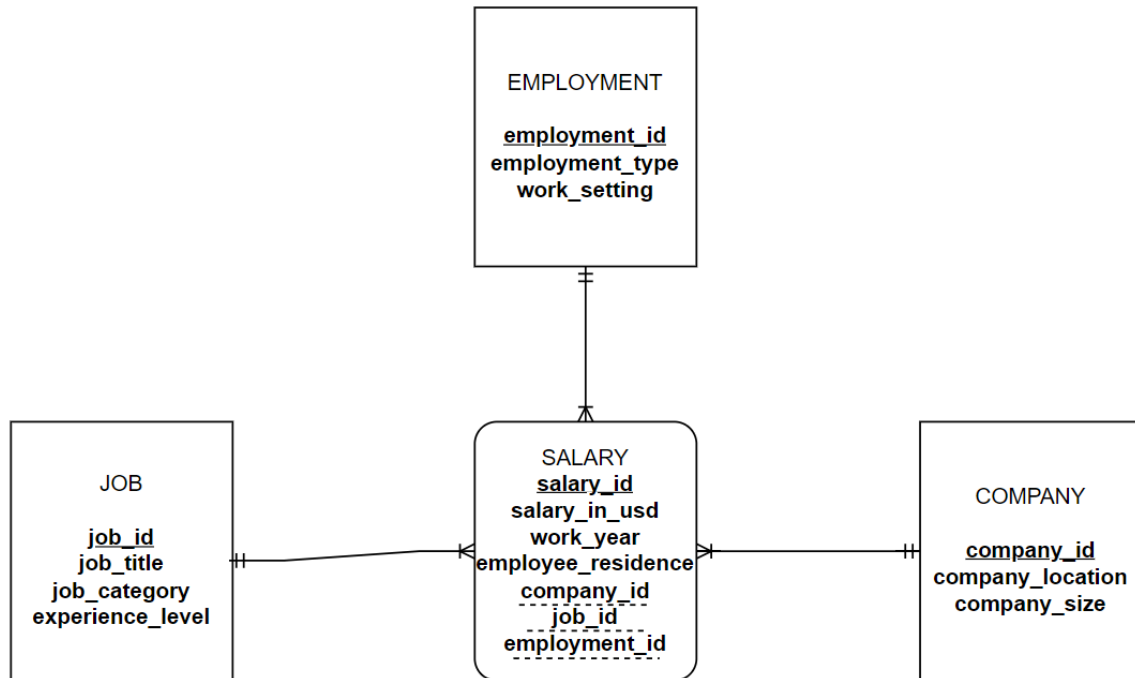 EMPLOYMENT
employment_id
employment_type
work_setting
JOB
job_id
job_title
job_category
experience_level
SALARY
salary_id
salary_in_usd
work_year
employee_residence
company_id
job_id
employment_id
COMPANY
company_id
company_location
company_size